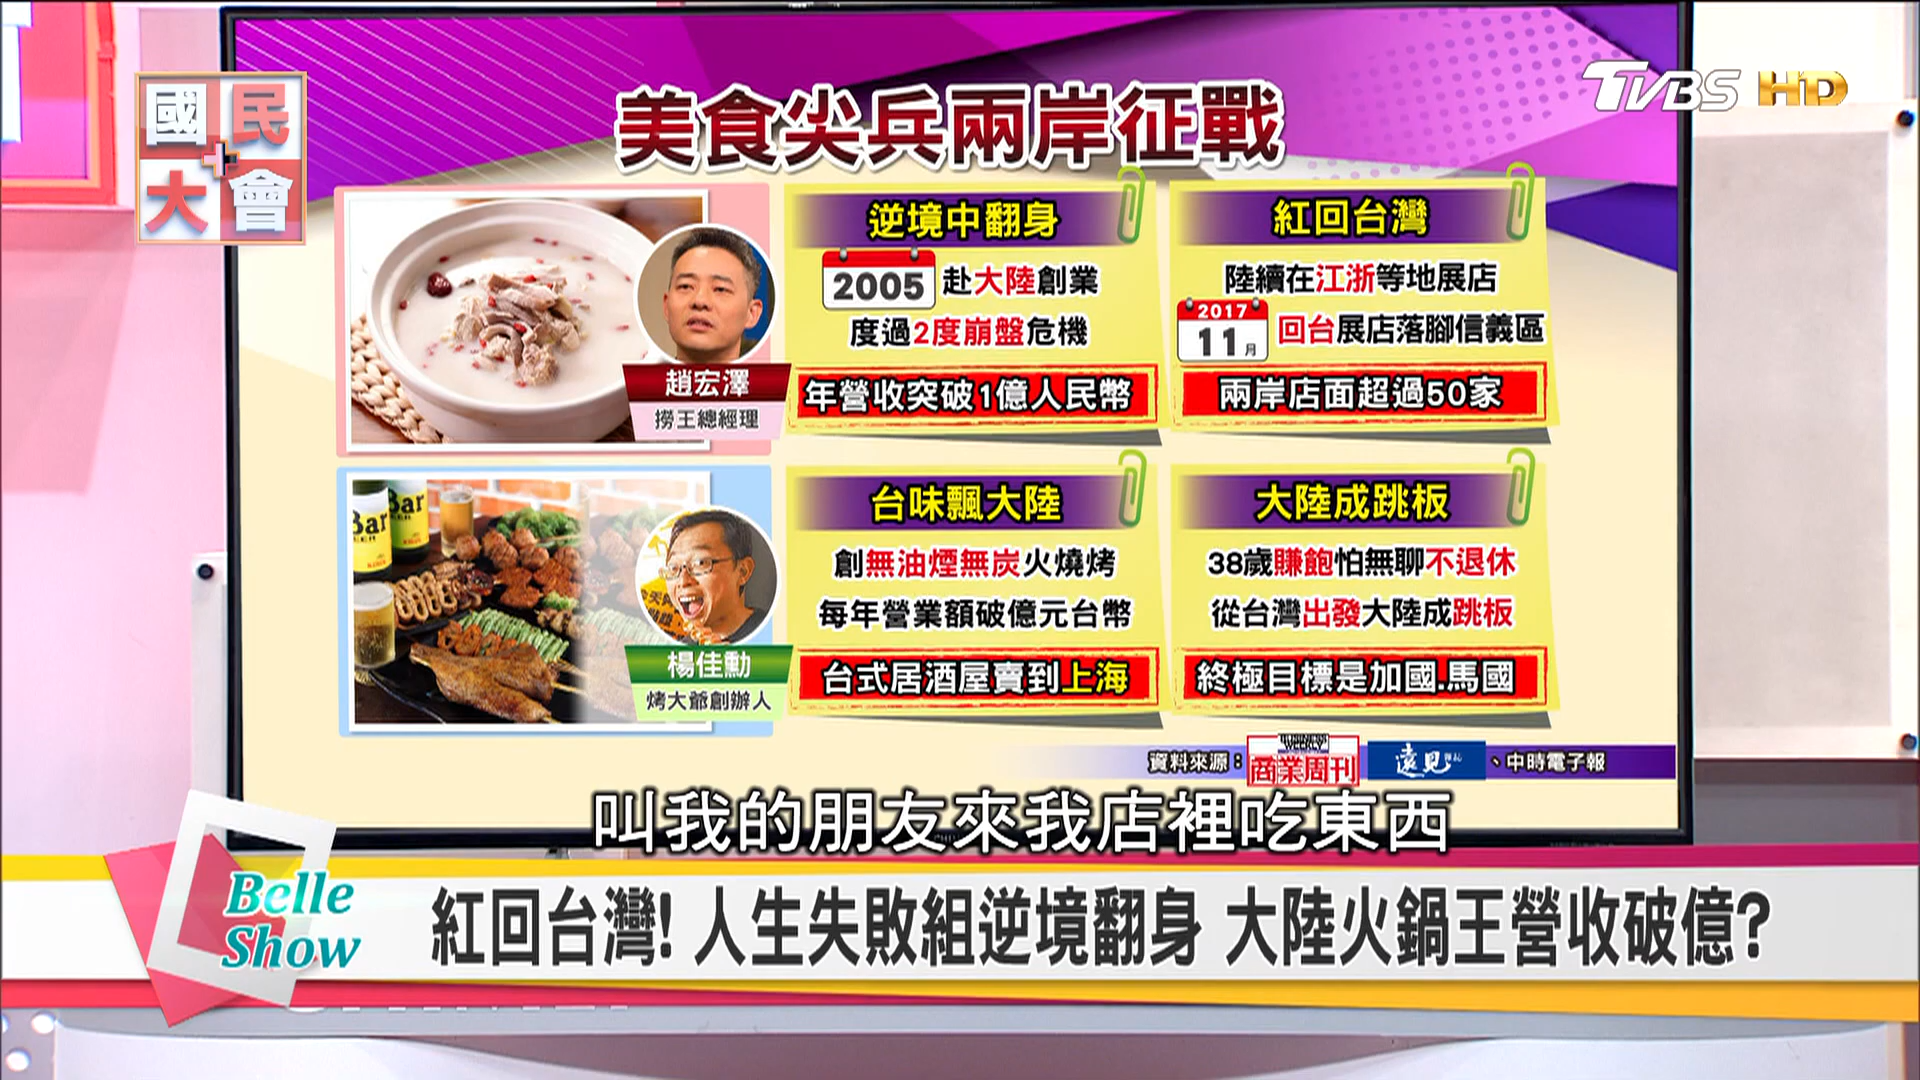 國民大會
TVBS HD
美食尖兵兩岸征戰
逆境中翻身
2005 赴大陸創業
度過2度崩盤危機
年營收突破1億人民幣
紅回台灣
陸續在江浙等地展店
2017
11月 回台展店落腳信義區
兩岸店面超過50家
趙宏澤
撈王總經理
台味飄大陸
創無油煙無炭火燒烤
每年營業額破億元台幣
台式居酒屋賣到上海
大陸成跳板
38歲賺飽怕無聊不退休
從台灣出發大陸成跳板
終極目標是加國.馬國
Bar
BEER
Bar
楊佳勳
烤大爺創辦人
資料來源：BUSINESS WEEKLY 商業周刊 遠見雜誌、中時電子報
叫我的朋友來我店裡吃東西
Belle Show
紅回台灣! 人生失敗組逆境翻身 大陸火鍋王營收破億?